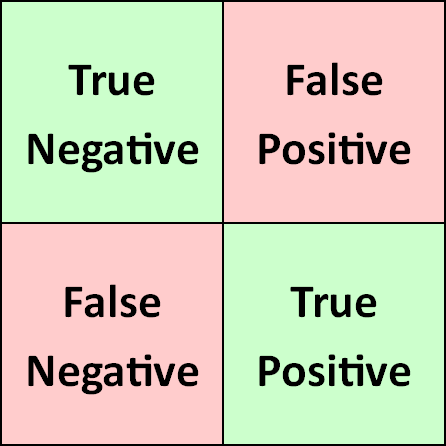 True
Negative
False
Positive
False
Negative
True
Positive